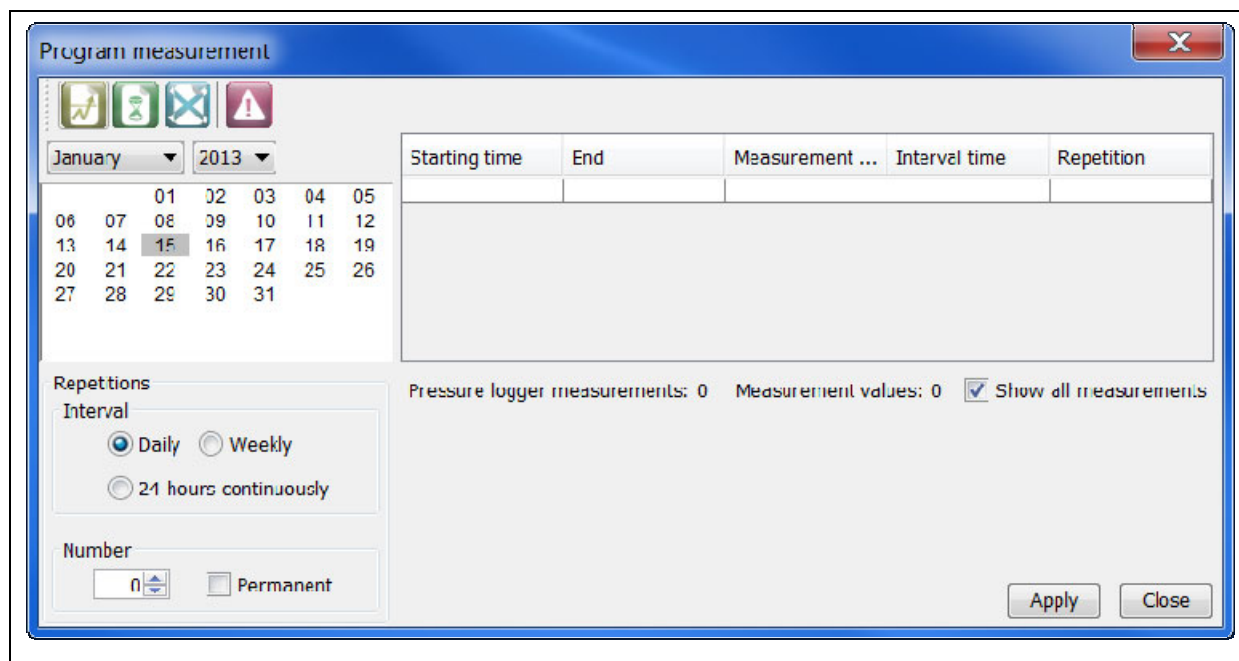 Program measurement
January 2013
Starting time End Measurement ... Interval time Repetition
01 02 03 04 05
06 07 08 09 10 11 12
13 14 15 16 17 18 19
20 21 22 23 24 25 26
27 28 29 30 31
Pressure logger measurements: 0 Measurement values: 0 Show all measurements
Repetitions
Interval
Daily Weekly
24 hours continuously
Number
0 Permanent
Apply Close